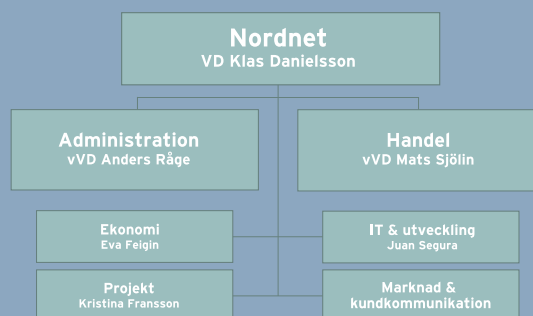 Nordnet
VD Klas Danielsson
Administration
vVD Anders Råge
Handel
vVD Mats Sjölin
Ekonomi
Eva Feigin
IT & utveckling
Juan Segura
Projekt
Kristina Fransson
Marknad &
kundkommunikation